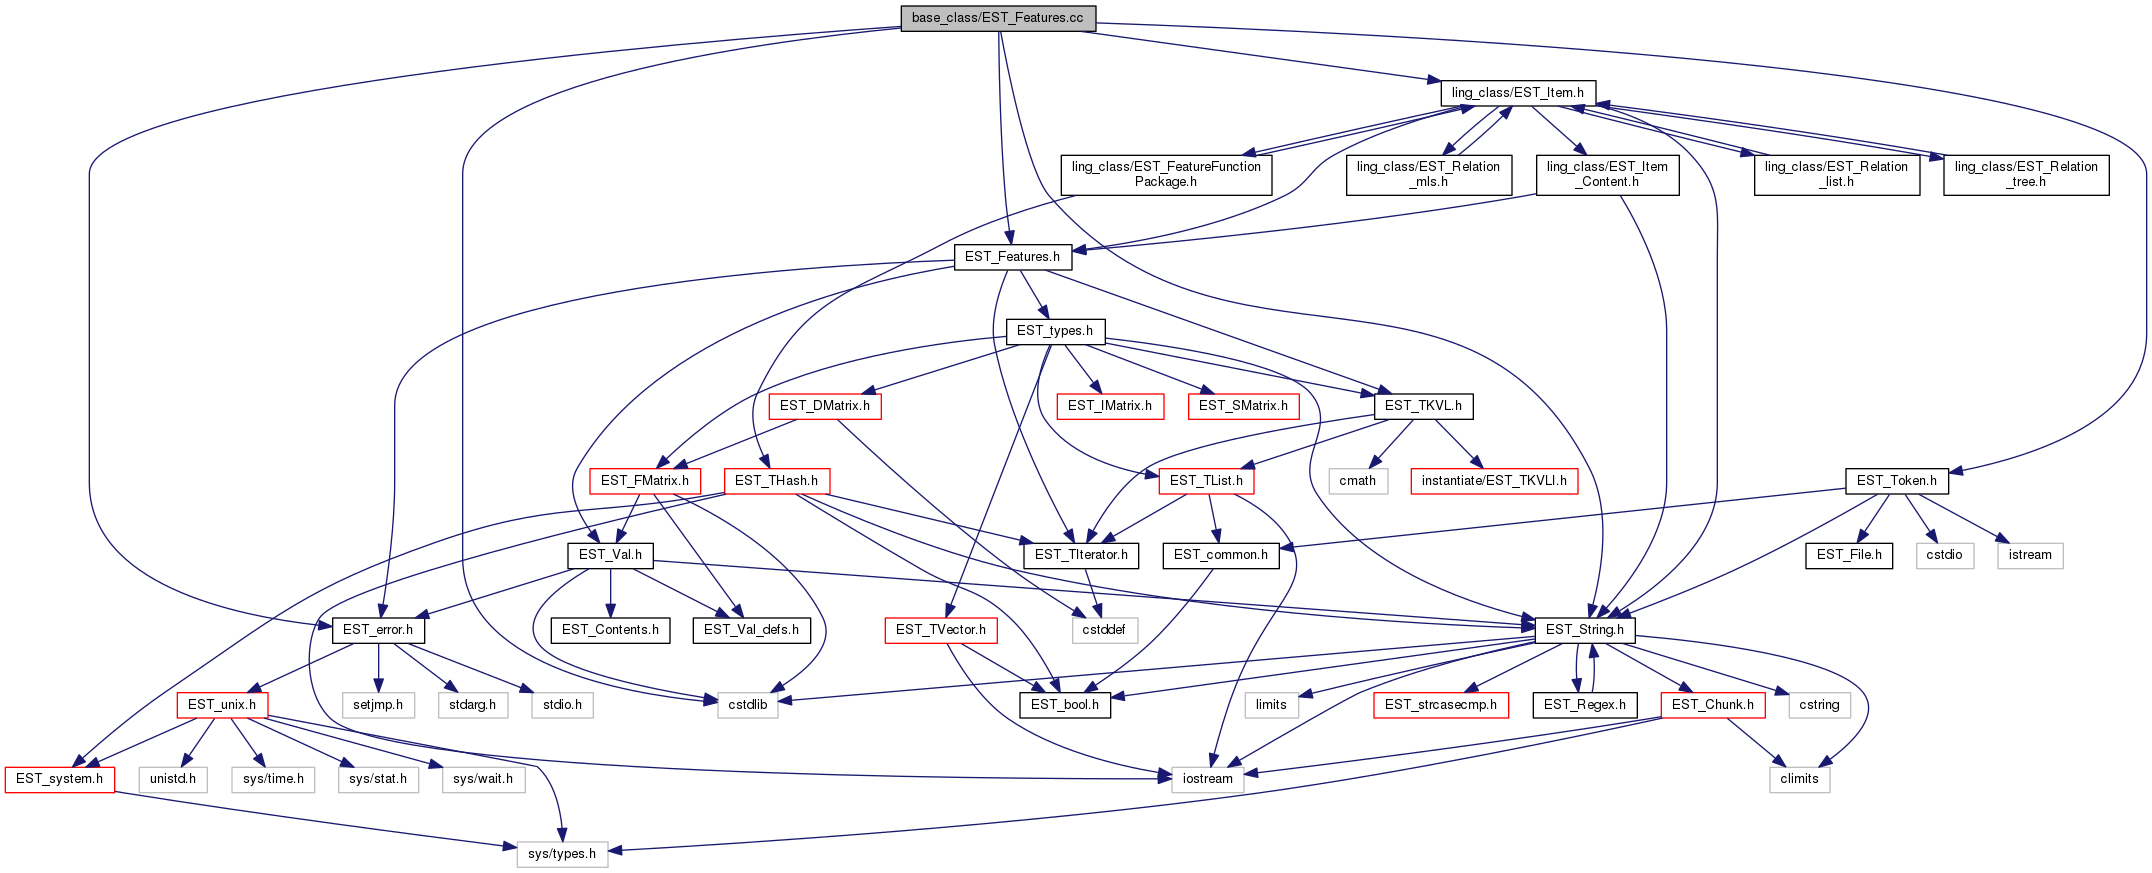 base_class/EST_Features.cc
ling_class/EST_Item.h
ling_class/EST_FeatureFunction
Package.h
ling_class/EST_Relation
_mls.h
ling_class/EST_Item
_Content.h
ling_class/EST_Relation
_list.h
ling_class/EST_Relation
_tree.h
EST_Features.h
EST_types.h
EST_DMatrix.h
EST_IMatrix.h
EST_SMatrix.h
EST_TKVL.h
EST_FMatrix.h
EST_THash.h
EST_TList.h
cmath
instantiate/EST_TKVLI.h
EST_Token.h
EST_Val.h
EST_TIterator.h
EST_common.h
EST_File.h
cstdio
istream
EST_error.h
EST_Contents.h
EST_Val_defs.h
EST_TVector.h
cstddef
EST_String.h
EST_unix.h
setjmp.h
stdarg.h
stdio.h
cstdlib
EST_bool.h
limits
EST_strcasecmp.h
EST_Regex.h
EST_Chunk.h
cstring
EST_system.h
unistd.h
sys/time.h
sys/stat.h
sys/wait.h
iostream
climits
sys/types.h